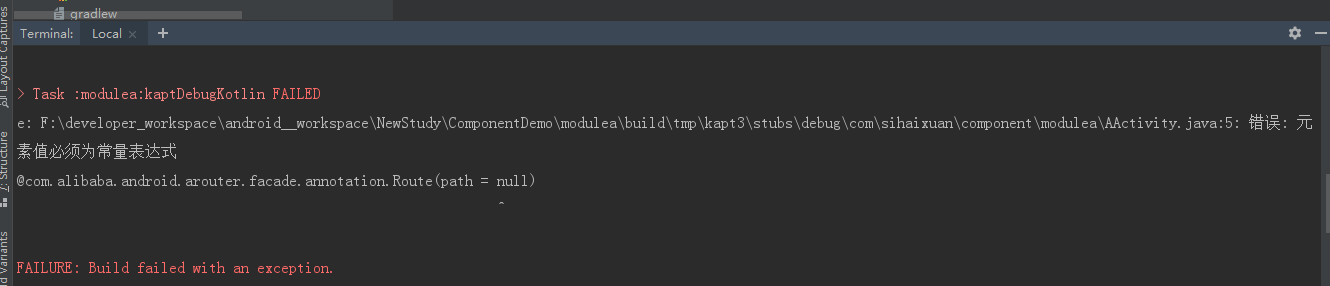 gradlew
Terminal: Local × +
> Task :modulea:kaptDebugKotlin FAILED
e: F:\developer_workspace\android__workspace\NewStudy\ComponentDemo\modulea\build\tmp\kapt3\stubs\debug\com\sihaixuan\component\modulea\AActivity.java:5: 错误: 元
素值必须为常量表达式
@com.alibaba.android.arouter.facade.annotation.Route(path = null)
^
FAILURE: Build failed with an exception.
Layout Captures
7: Structure
d Variants